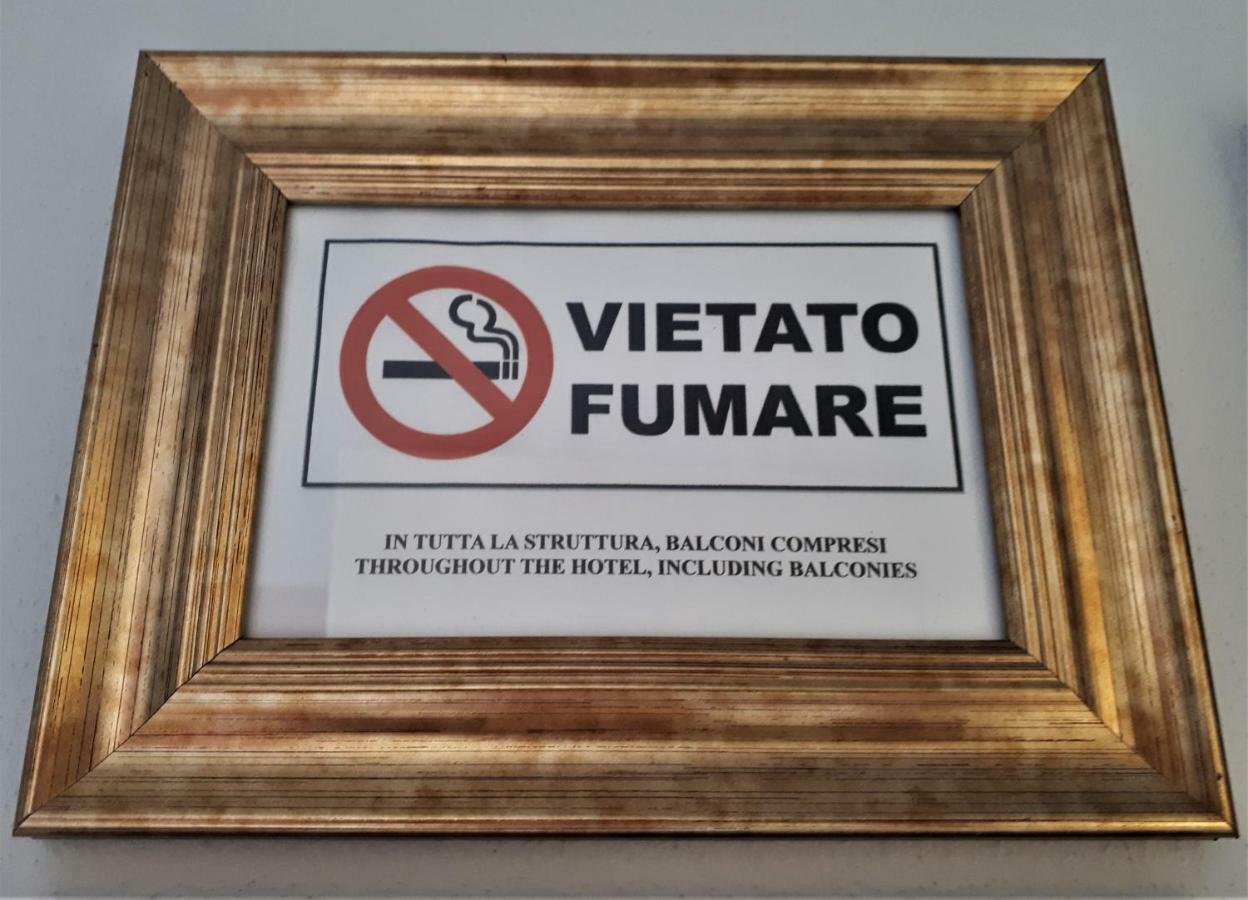 VIETATO
FUMARE
IN TUTTA LA STRUTTURA, BALCONI COMPRESI
THROUGHOUT THE HOTEL, INCLUDING BALCONIES